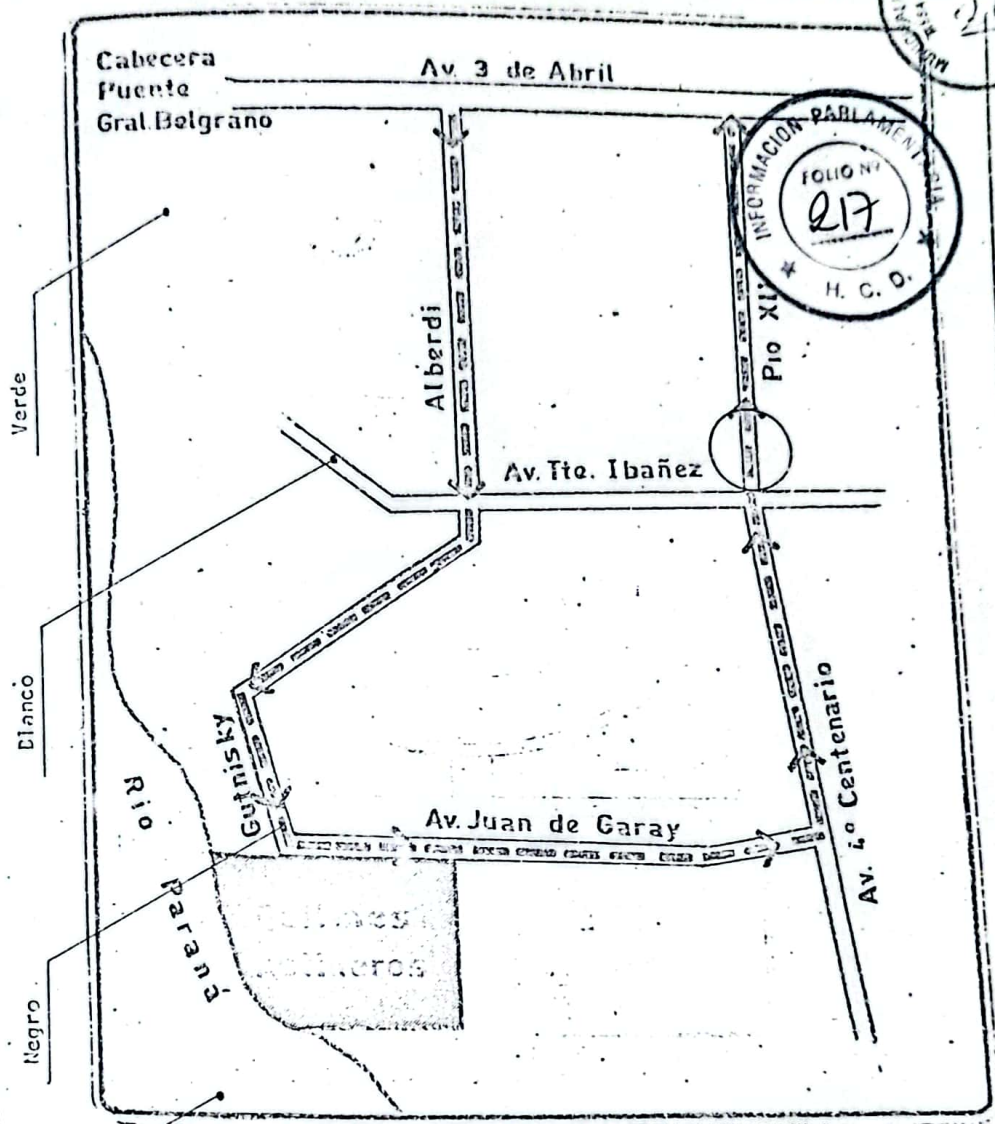 Cabecera
Puente
Gral. Belgrano
Av. 3 de Abril
INFORMACION PARLAMENTARIA
FOLIO Nº
217
H. C. D.
Verde
Alberdi
Pio XII
Av. Tte. Ibañez
Blanco
Gutnisky
Av. 4º Centenario
Rio
Paraná
Av. Juan de Garay
Negro